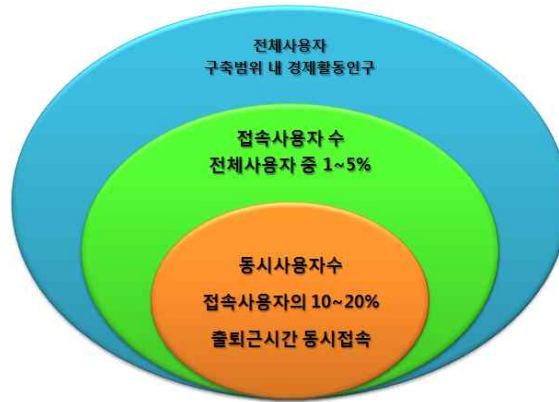 전체사용자
구축범위 내 경제활동인구
접속사용자 수
전체사용자 중 1~5%
동시사용자수
접속사용자의 10~20%
출퇴근시간 동시접속